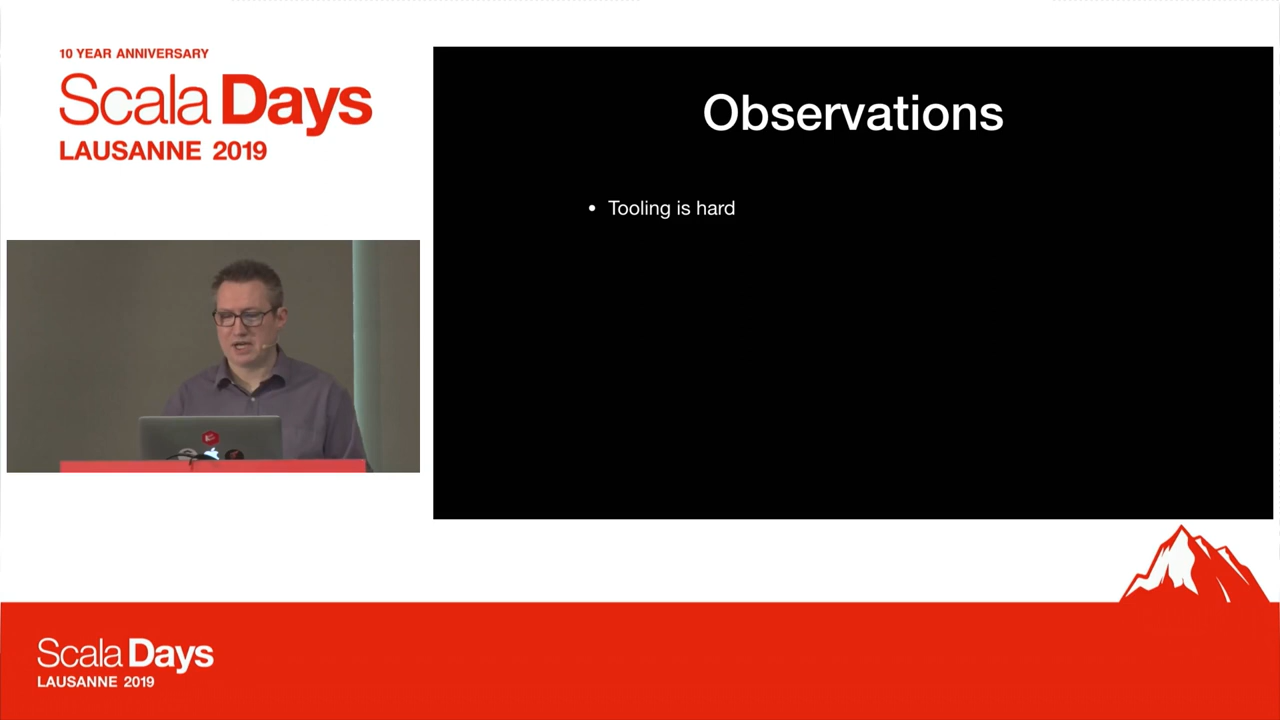 10 YEAR ANNIVERSARY
Scala Days
LAUSANNE 2019
Observations
• Tooling is hard
Scala Days
LAUSANNE 2019